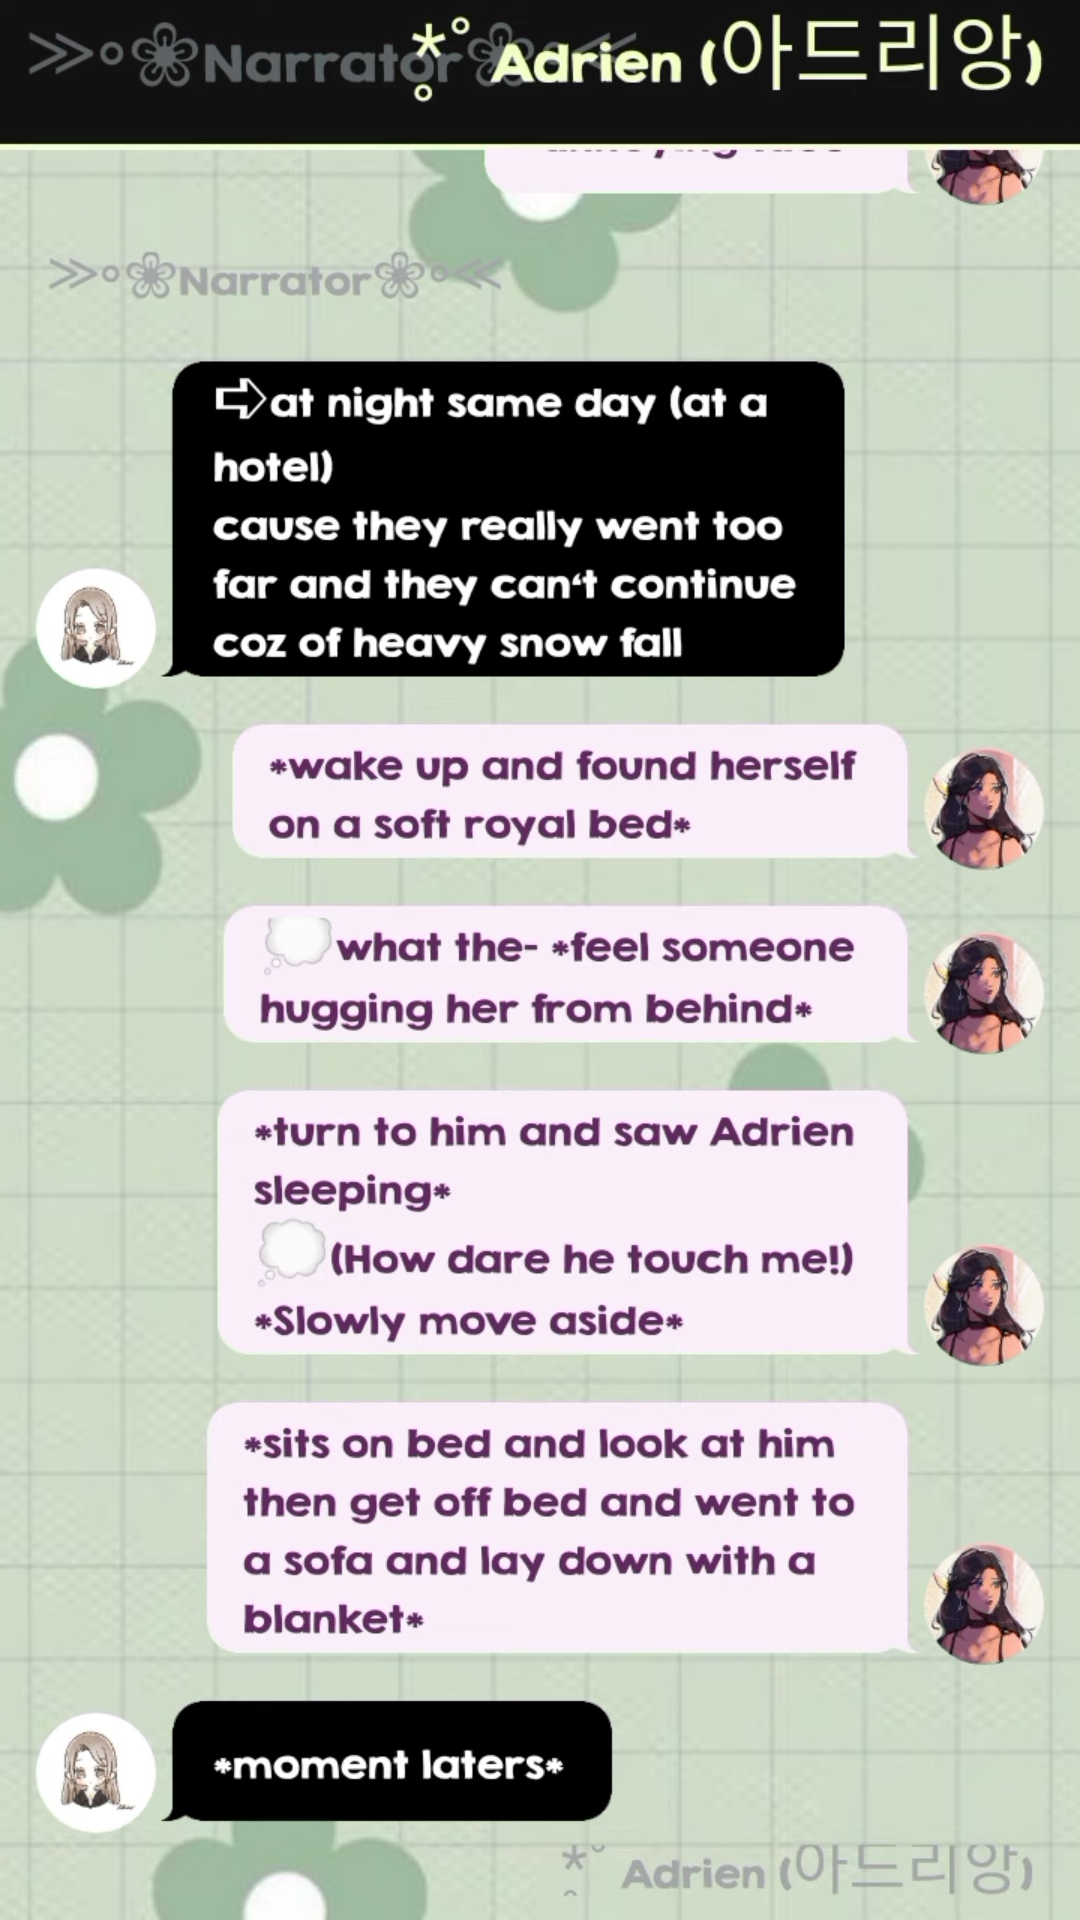 ≫∘❀Narrator❀∘≪ *˚ Adrien (아드리앙)
≫∘❀Narrator❀∘≪
⇨at night same day (at a
hotel)
cause they really went too
far and they can't continue
coz of heavy snow fall
*wake up and found herself
on a soft royal bed*
💭what the- *feel someone
hugging her from behind*
*turn to him and saw Adrien
sleeping*
💭(How dare he touch me!)
*Slowly move aside*
*sits on bed and look at him
then get off bed and went to
a sofa and lay down with a
blanket*
*moment laters*
*˚ Adrien (아드리앙)